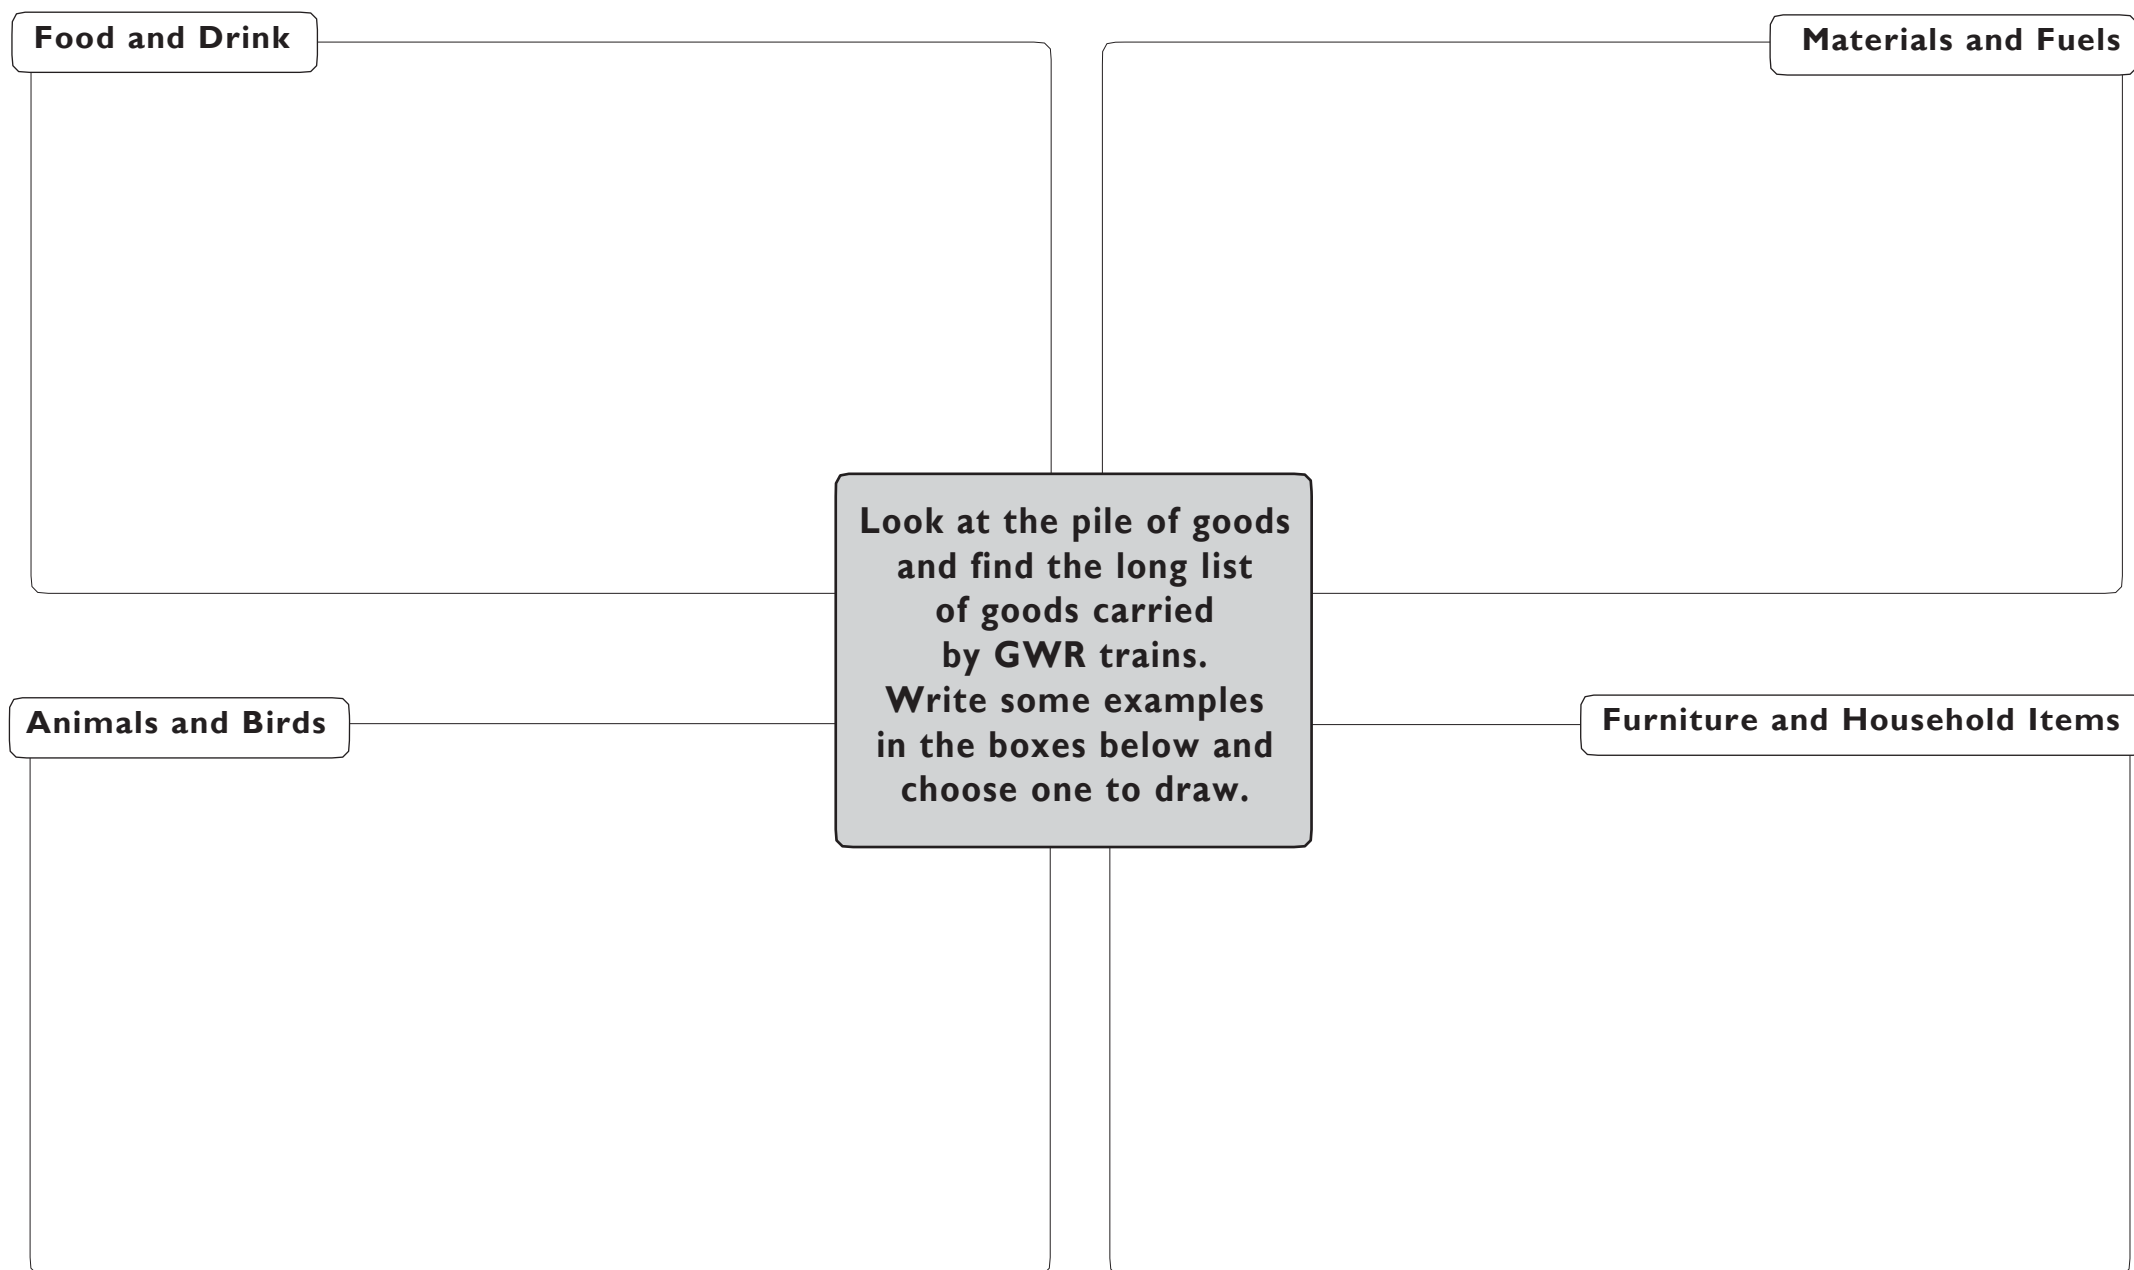 Food and Drink
Materials and Fuels
Look at the pile of goods
and find the long list
of goods carried
by GWR trains.
Write some examples
in the boxes below and
choose one to draw.
Animals and Birds
Furniture and Household Items